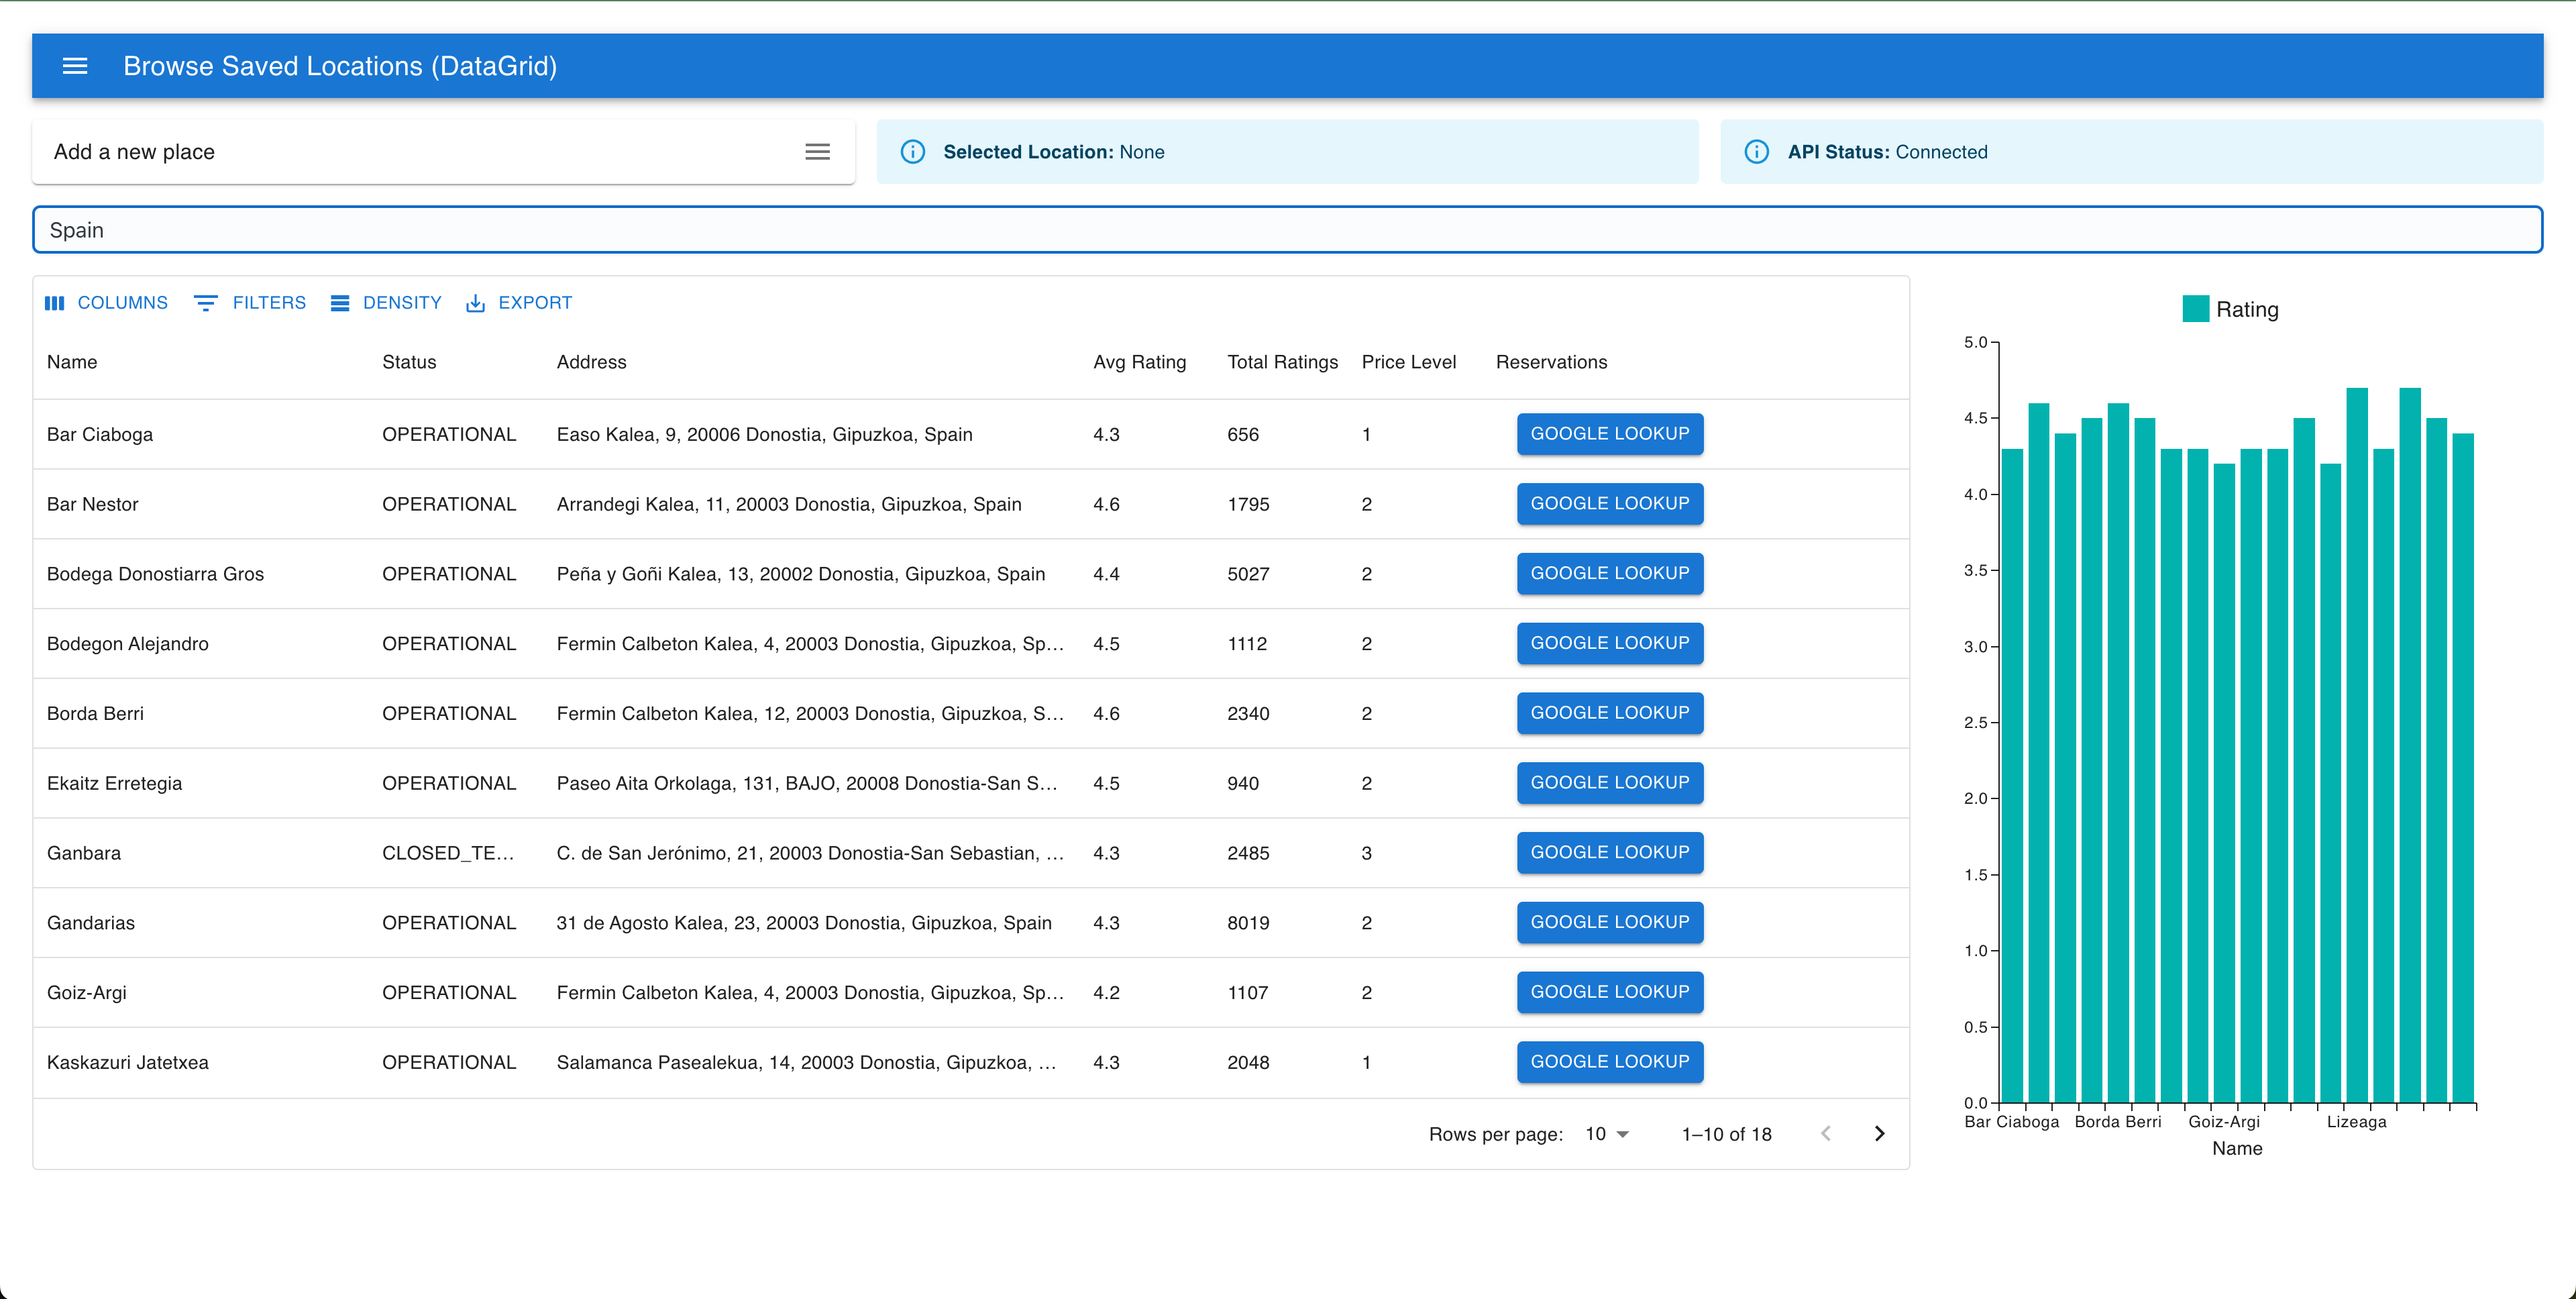 Browse Saved Locations (DataGrid)
Add a new place
Selected Location: None
API Status: Connected
Spain
COLUMNS FILTERS DENSITY EXPORT
Name Status Address Avg Rating Total Ratings Price Level Reservations
Bar Ciaboga OPERATIONAL Easo Kalea, 9, 20006 Donostia, Gipuzkoa, Spain 4.3 656 1 GOOGLE LOOKUP
Bar Nestor OPERATIONAL Arrandegi Kalea, 11, 20003 Donostia, Gipuzkoa, Spain 4.6 1795 2 GOOGLE LOOKUP
Bodega Donostiarra Gros OPERATIONAL Peña y Goñi Kalea, 13, 20002 Donostia, Gipuzkoa, Spain 4.4 5027 2 GOOGLE LOOKUP
Bodegon Alejandro OPERATIONAL Fermin Calbeton Kalea, 4, 20003 Donostia, Gipuzkoa, Sp… 4.5 1112 2 GOOGLE LOOKUP
Borda Berri OPERATIONAL Fermin Calbeton Kalea, 12, 20003 Donostia, Gipuzkoa, S… 4.6 2340 2 GOOGLE LOOKUP
Ekaitz Erretegia OPERATIONAL Paseo Aita Orkolaga, 131, BAJO, 20008 Donostia-San S… 4.5 940 2 GOOGLE LOOKUP
Ganbara CLOSED_TE… C. de San Jerónimo, 21, 20003 Donostia-San Sebastian, … 4.3 2485 3 GOOGLE LOOKUP
Gandarias OPERATIONAL 31 de Agosto Kalea, 23, 20003 Donostia, Gipuzkoa, Spain 4.3 8019 2 GOOGLE LOOKUP
Goiz-Argi OPERATIONAL Fermin Calbeton Kalea, 4, 20003 Donostia, Gipuzkoa, Sp… 4.2 1107 2 GOOGLE LOOKUP
Kaskazuri Jatetxea OPERATIONAL Salamanca Pasealekua, 14, 20003 Donostia, Gipuzkoa, … 4.3 2048 1 GOOGLE LOOKUP
Rows per page: 10 1–10 of 18
Rating
5.0
4.5
4.0
3.5
3.0
2.5
2.0
1.5
1.0
0.5
0.0
Bar Ciaboga Borda Berri Goiz-Argi Lizeaga
Name